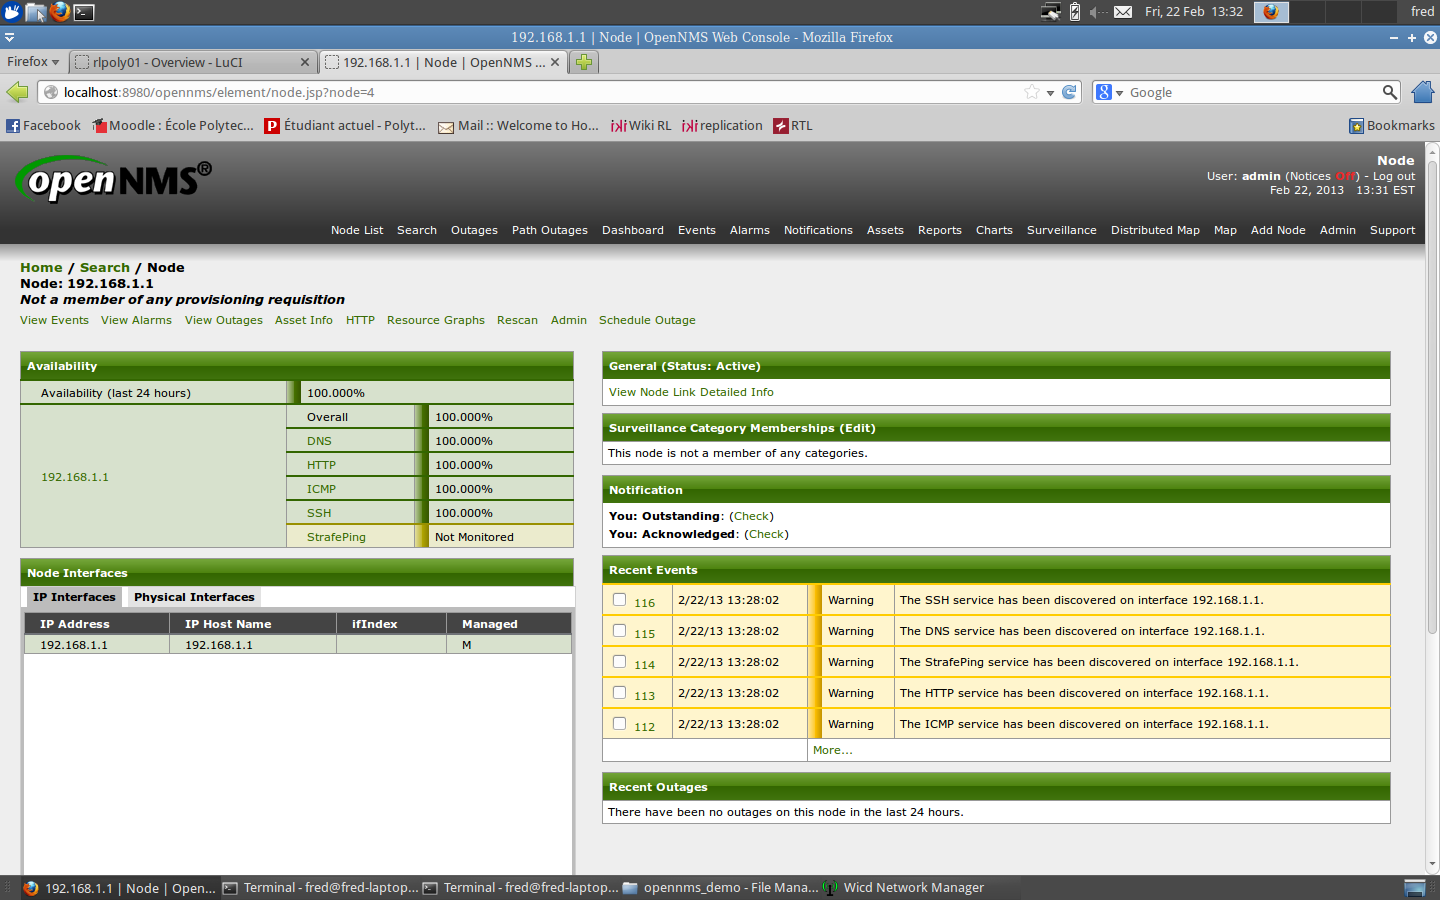 Fri, 22 Feb 13:32
fred
192.168.1.1 | Node | OpenNMS Web Console - Mozilla Firefox
Firefox
rlpoly01 - Overview - LuCI
192.168.1.1 | Node | OpenNMS ...
localhost:8980/opennms/element/node.jsp?node=4
Google
Facebook
Moodle : École Polytec...
Étudiant actuel - Polyt...
Mail :: Welcome to Ho...
Wiki RL
replication
RTL
Bookmarks
openNMS®
Node
User: admin (Notices Off) - Log out
Feb 22, 2013 13:31 EST
Node List Search Outages Path Outages Dashboard Events Alarms Notifications Assets Reports Charts Surveillance Distributed Map Map Add Node Admin Support
Home / Search / Node
Node: 192.168.1.1
Not a member of any provisioning requisition
View Events View Alarms View Outages Asset Info HTTP Resource Graphs Rescan Admin Schedule Outage
Availability
Availability (last 24 hours) 100.000%
192.168.1.1
Overall 100.000%
DNS 100.000%
HTTP 100.000%
ICMP 100.000%
SSH 100.000%
StrafePing Not Monitored
Node Interfaces
IP Interfaces Physical Interfaces
IP Address IP Host Name ifIndex Managed
192.168.1.1 192.168.1.1 M
General (Status: Active)
View Node Link Detailed Info
Surveillance Category Memberships (Edit)
This node is not a member of any categories.
Notification
You: Outstanding: (Check)
You: Acknowledged: (Check)
Recent Events
116 2/22/13 13:28:02 Warning The SSH service has been discovered on interface 192.168.1.1.
115 2/22/13 13:28:02 Warning The DNS service has been discovered on interface 192.168.1.1.
114 2/22/13 13:28:02 Warning The StrafePing service has been discovered on interface 192.168.1.1.
113 2/22/13 13:28:02 Warning The HTTP service has been discovered on interface 192.168.1.1.
112 2/22/13 13:28:02 Warning The ICMP service has been discovered on interface 192.168.1.1.
More...
Recent Outages
There have been no outages on this node in the last 24 hours.
192.168.1.1 | Node | Open...
Terminal - fred@fred-laptop...
Terminal - fred@fred-laptop...
opennms_demo - File Mana...
Wicd Network Manager